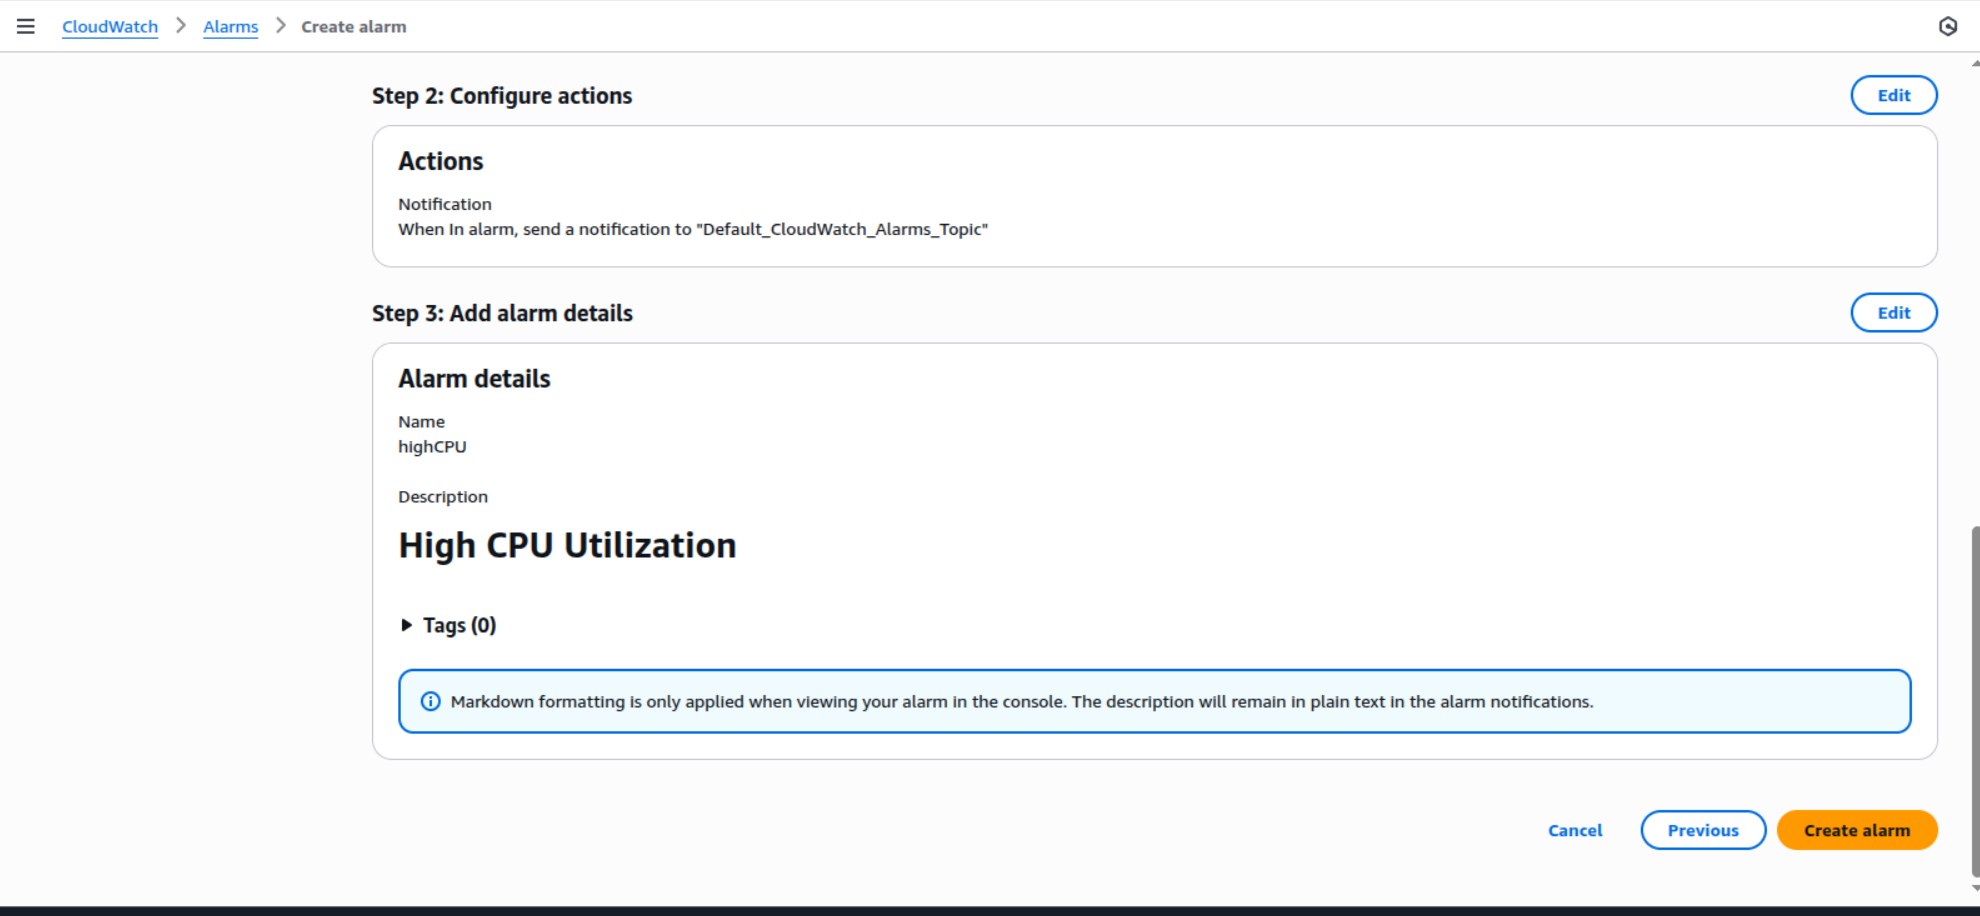 CloudWatch > Alarms > Create alarm
Step 2: Configure actions
Edit
Actions
Notification
When In alarm, send a notification to "Default_CloudWatch_Alarms_Topic"
Step 3: Add alarm details
Edit
Alarm details
Name
highCPU
Description
High CPU Utilization
Tags (0)
Markdown formatting is only applied when viewing your alarm in the console. The description will remain in plain text in the alarm notifications.
Cancel Previous Create alarm